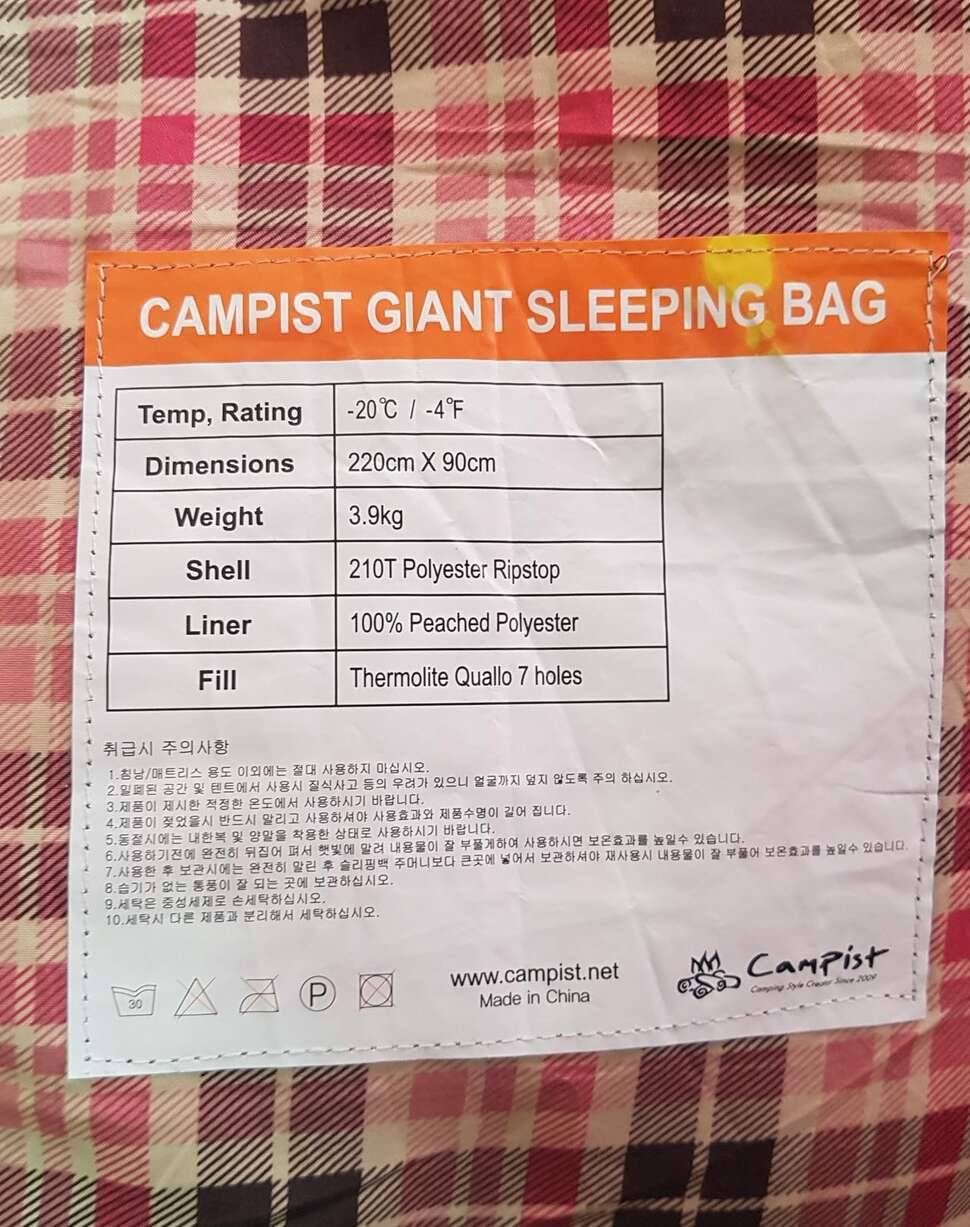 CAMPIST GIANT SLEEPING BAG
Temp, Rating -20℃ / -4℉
Dimensions 220cm X 90cm
Weight 3.9kg
Shell 210T Polyester Ripstop
Liner 100% Peached Polyester
Fill Thermolite Quallo 7 holes
취급시 주의사항
1.침낭/매트리스 용도 이외에는 절대 사용하지 마십시오.
2.밀폐된 공간 및 텐트에서 사용시 질식사고 등의 우려가 있으니 얼굴까지 덮지 않도록 주의 하십시오.
3.제품이 제시한 적정한 온도에서 사용하시기 바랍니다.
4.제품이 젖었을시 반드시 말리고 사용하셔야 사용효과와 제품수명이 길어 집니다.
5.동절시에는 내한복 및 양말을 착용한 상태로 사용하시기 바랍니다.
6.사용하기전에 완전히 뒤집어 펴서 햇빛에 말려 내용물이 잘 부풀게하여 사용하시면 보온효과를 높일수 있습니다.
7.사용한 후 보관시에는 완전히 말린 후 슬리핑백 주머니보다 큰곳에 넣어서 보관하셔야 재사용시 내용물이 잘 부풀어 보온효과를 높일수 있습니다.
8.습기가 없는 통풍이 잘 되는 곳에 보관하십시오.
9.세탁은 중성세제로 손세탁하십시오.
10.세탁시 다른 제품과 분리해서 세탁하십시오.
30
P
www.campist.net
Made in China
Campist
Camping Style Creator Since 2009